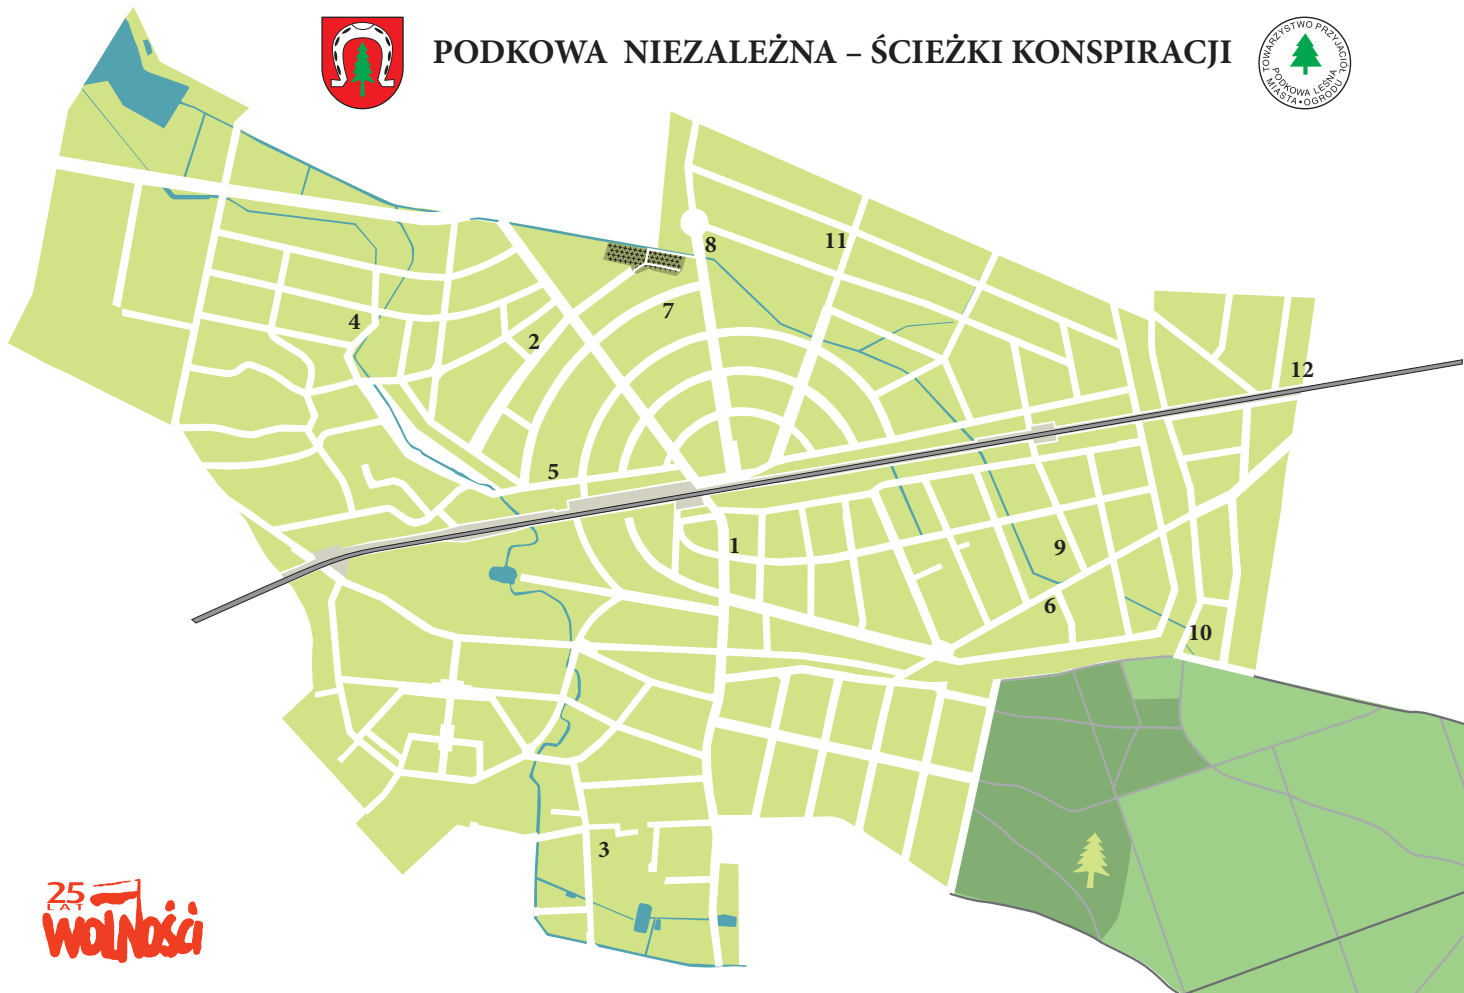 PODKOWA NIEZALEŻNA – ŚCIEŻKI KONSPIRACJI
TOWARZYSTWO PRZYJACIÓŁ
MIASTA • OGRODU
PODKOWA LEŚNA
8
11
7
4
2
12
5
1
9
6
10
3
25
LAT
WOLNOŚCI